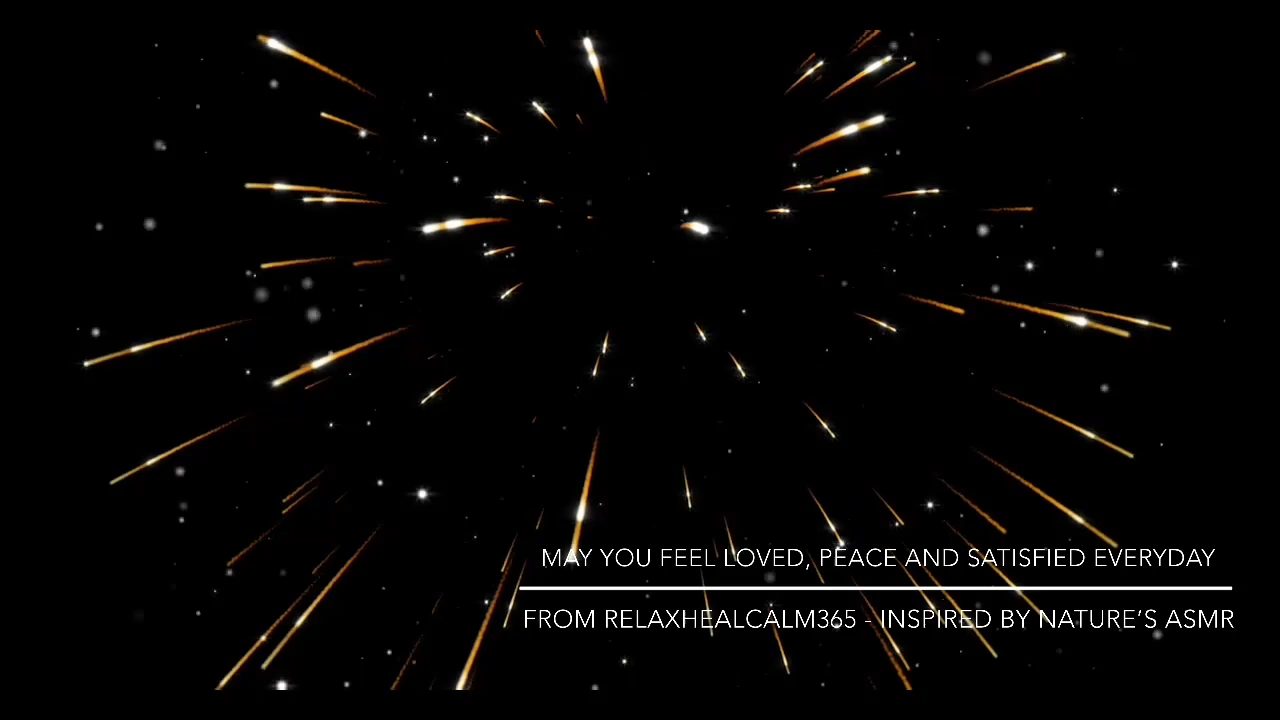 MAY YOU FEEL LOVED, PEACE AND SATISFIED EVERYDAY
FROM RELAXHEALCALM365 - INSPIRED BY NATURE’S ASMR